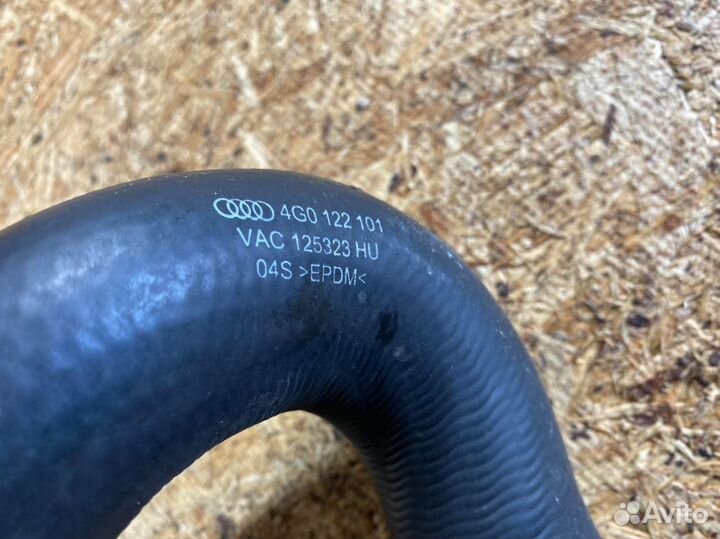 4G0 122 101
VAC 125323 HU
04S >EPDM<
Avito